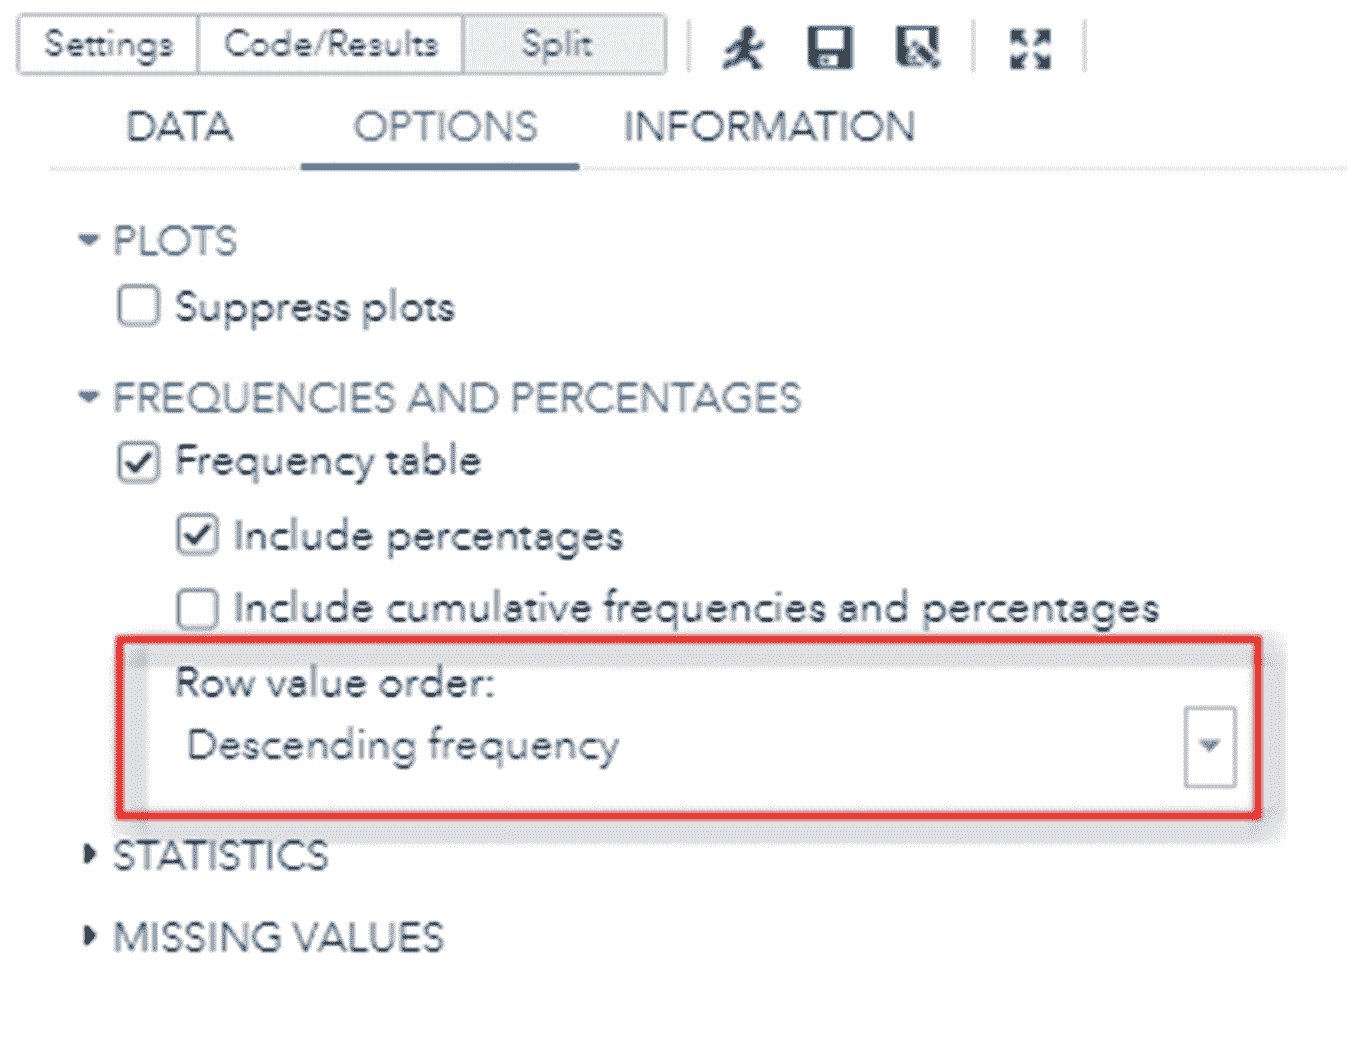 Settings Code/Results Split
DATA OPTIONS INFORMATION
PLOTS
Suppress plots
FREQUENCIES AND PERCENTAGES
Frequency table
Include percentages
Include cumulative frequencies and percentages
Row value order:
Descending frequency
STATISTICS
MISSING VALUES